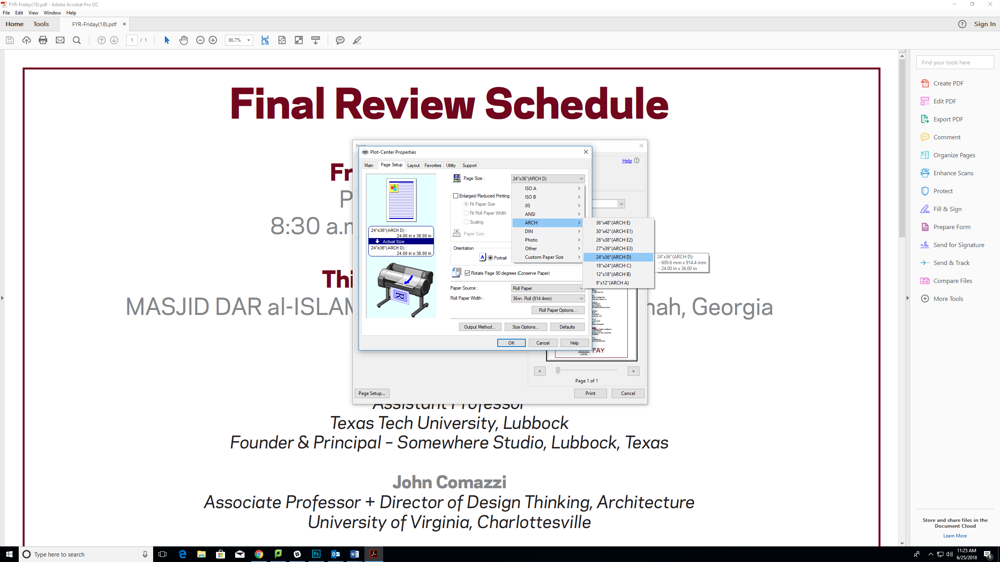 FYR-Friday(18).pdf - Adobe Acrobat Pro DC
File Edit View Window Help
Home Tools FYR-Friday(18).pdf × Sign In
1 / 1 86.7%
Find your tools here
Create PDF
Edit PDF
Export PDF
Comment
Organize Pages
Enhance Scans
Protect
Fill & Sign
Prepare Form
Send for Signature
Send & Track
Compare Files
More Tools
Store and share files in the
Document Cloud
Learn More
Final Review Schedule
Fr
P
8:30 a.m
Thi
MASJID DAR al-ISLAM
nah, Georgia
Assistant Professor
Texas Tech University, Lubbock
Founder & Principal – Somewhere Studio, Lubbock, Texas
John Comazzi
Associate Professor + Director of Design Thinking, Architecture
University of Virginia, Charlottesville
Print
Help
Plot-Center Properties
Main Page Setup Layout Favorites Utility Support
Page Size : 24"x36"(ARCH D)
Enlarged/Reduced Printing
Fit Paper Size
Fit Roll Paper Width
Scaling
Paper Size :
Orientation
A Portrait
Rotate Page 90 degrees (Conserve Paper)
Paper Source : Roll Paper
Roll Paper Width : 36-in. Roll (914.4mm)
Roll Paper Options...
Output Method... Size Options... Defaults
OK Cancel Help
24"x36"(ARCH D) :
24.00 in x 36.00 in
Actual Size
24"x36"(ARCH D) :
24.00 in x 36.00 in
R
ISO A
ISO B
JIS
ANSI
ARCH
DIN
Photo
Other
Custom Paper Size
36"x48"(ARCH E)
30"x42"(ARCH E1)
26"x38"(ARCH E2)
27"x39"(ARCH E3)
24"x36"(ARCH D)
18"x24"(ARCH C)
12"x18"(ARCH B)
9"x12"(ARCH A)
24"x36"(ARCH D):
- 609.6 mm x 914.4 mm
- 24.00 in x 36.00 in
FAY
< >
Page 1 of 1
Page Setup... Print Cancel
Type here to search
11:25 AM
6/25/2018
6